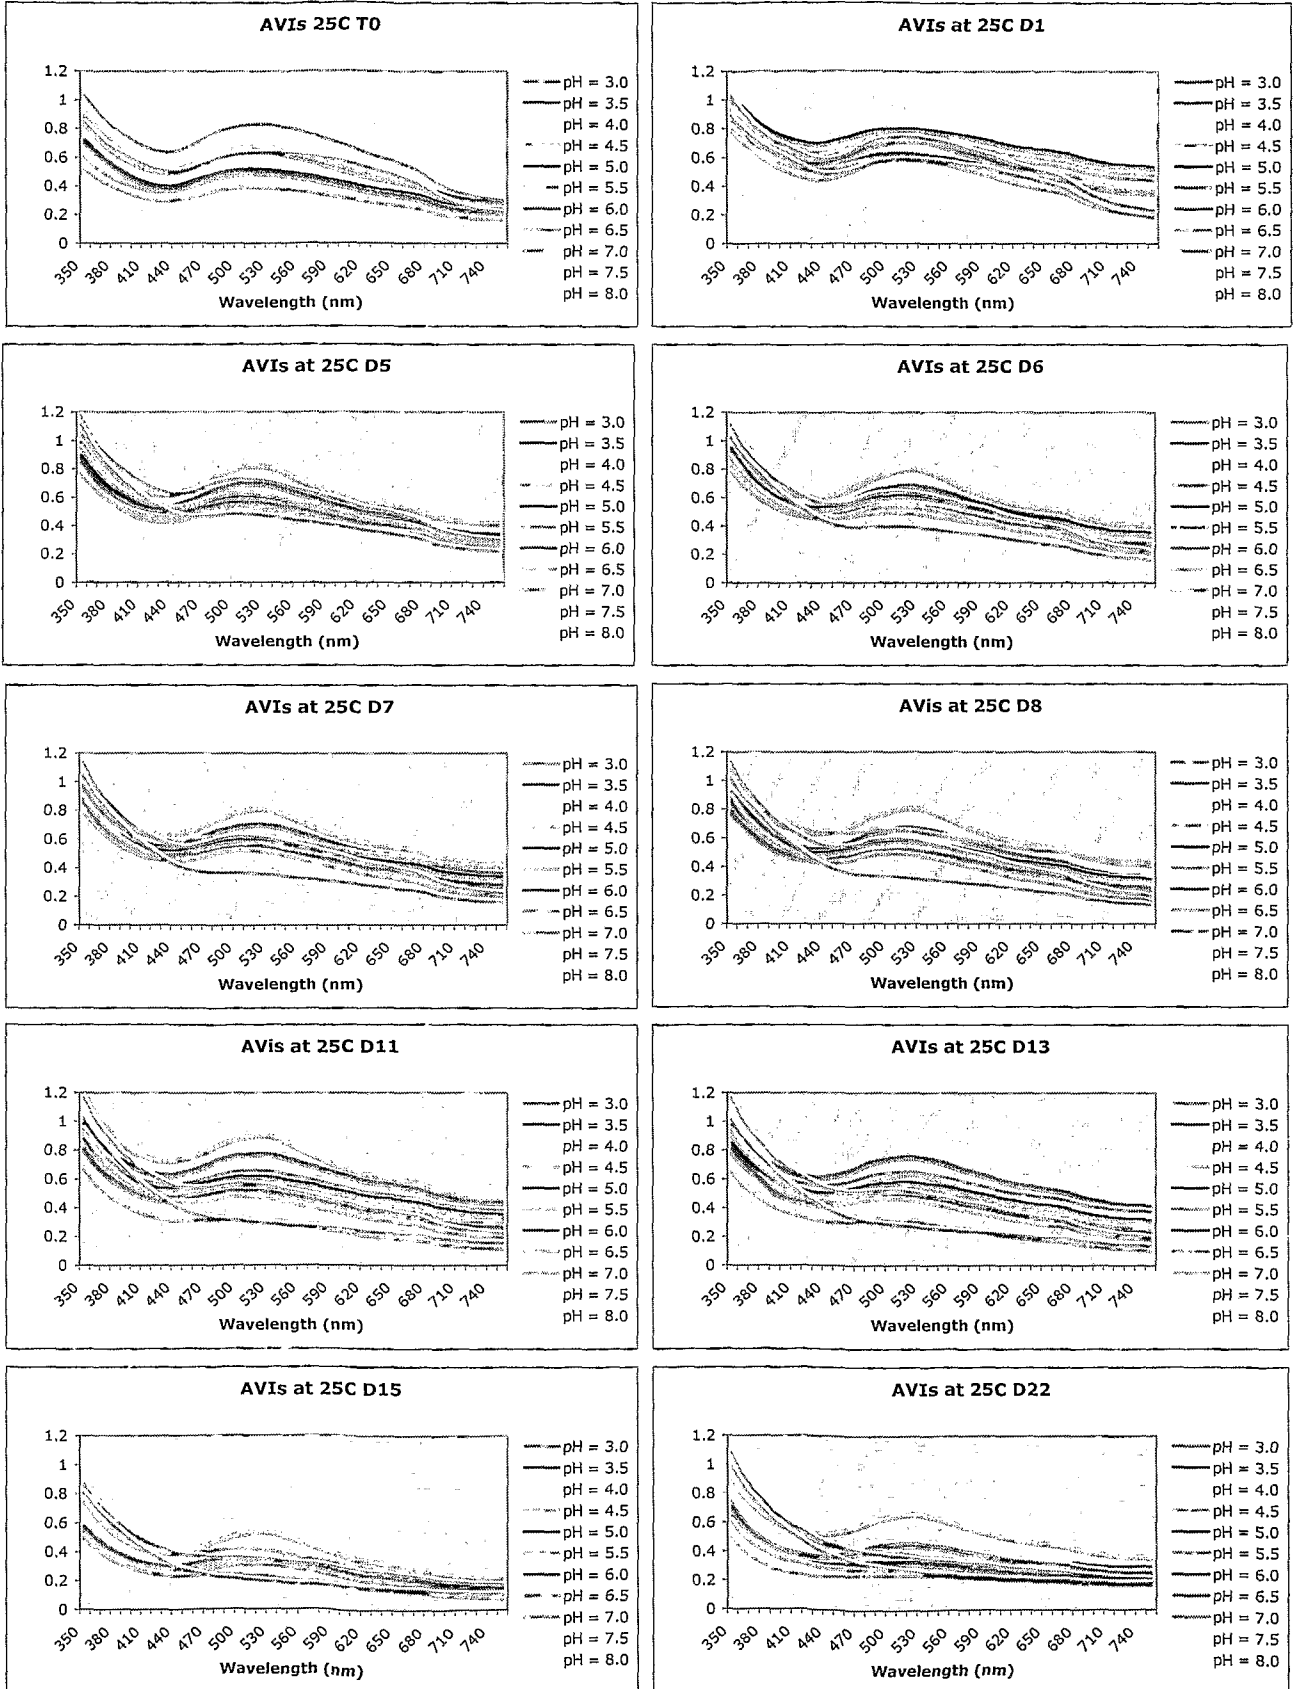 AVIs 25C T0
1.2
1
0.8
0.6
0.4
0.2
0
350 380 410 440 470 500 530 560 590 620 650 680 710 740
Wavelength (nm)
pH = 3.0
pH = 3.5
pH = 4.0
pH = 4.5
pH = 5.0
pH = 5.5
pH = 6.0
pH = 6.5
pH = 7.0
pH = 7.5
pH = 8.0
AVIs at 25C D1
1.2
1
0.8
0.6
0.4
0.2
0
350 380 410 440 470 500 530 560 590 620 650 680 710 740
Wavelength (nm)
pH = 3.0
pH = 3.5
pH = 4.0
pH = 4.5
pH = 5.0
pH = 5.5
pH = 6.0
pH = 6.5
pH = 7.0
pH = 7.5
pH = 8.0
AVIs at 25C D5
1.2
1
0.8
0.6
0.4
0.2
0
350 380 410 440 470 500 530 560 590 620 650 680 710 740
Wavelength (nm)
pH = 3.0
pH = 3.5
pH = 4.0
pH = 4.5
pH = 5.0
pH = 5.5
pH = 6.0
pH = 6.5
pH = 7.0
pH = 7.5
pH = 8.0
AVIs at 25C D6
1.2
1
0.8
0.6
0.4
0.2
0
350 380 410 440 470 500 530 560 590 620 650 680 710 740
Wavelength (nm)
pH = 3.0
pH = 3.5
pH = 4.0
pH = 4.5
pH = 5.0
pH = 5.5
pH = 6.0
pH = 6.5
pH = 7.0
pH = 7.5
pH = 8.0
AVIs at 25C D7
1.2
1
0.8
0.6
0.4
0.2
0
350 380 410 440 470 500 530 560 590 620 650 680 710 740
Wavelength (nm)
pH = 3.0
pH = 3.5
pH = 4.0
pH = 4.5
pH = 5.0
pH = 5.5
pH = 6.0
pH = 6.5
pH = 7.0
pH = 7.5
pH = 8.0
AVis at 25C D8
1.2
1
0.8
0.6
0.4
0.2
0
350 380 410 440 470 500 530 560 590 620 650 680 710 740
Wavelength (nm)
pH = 3.0
pH = 3.5
pH = 4.0
pH = 4.5
pH = 5.0
pH = 5.5
pH = 6.0
pH = 6.5
pH = 7.0
pH = 7.5
pH = 8.0
AVis at 25C D11
1.2
1
0.8
0.6
0.4
0.2
0
350 380 410 440 470 500 530 560 590 620 650 680 710 740
Wavelength (nm)
pH = 3.0
pH = 3.5
pH = 4.0
pH = 4.5
pH = 5.0
pH = 5.5
pH = 6.0
pH = 6.5
pH = 7.0
pH = 7.5
pH = 8.0
AVIs at 25C D13
1.2
1
0.8
0.6
0.4
0.2
0
350 380 410 440 470 500 530 560 590 620 650 680 710 740
Wavelength (nm)
pH = 3.0
pH = 3.5
pH = 4.0
pH = 4.5
pH = 5.0
pH = 5.5
pH = 6.0
pH = 6.5
pH = 7.0
pH = 7.5
pH = 8.0
AVIs at 25C D15
1.2
1
0.8
0.6
0.4
0.2
0
350 380 410 440 470 500 530 560 590 620 650 680 710 740
Wavelength (nm)
pH = 3.0
pH = 3.5
pH = 4.0
pH = 4.5
pH = 5.0
pH = 5.5
pH = 6.0
pH = 6.5
pH = 7.0
pH = 7.5
pH = 8.0
AVIs at 25C D22
1.2
1
0.8
0.6
0.4
0.2
0
350 380 410 440 470 500 530 560 590 620 650 680 710 740
Wavelength (nm)
pH = 3.0
pH = 3.5
pH = 4.0
pH = 4.5
pH = 5.0
pH = 5.5
pH = 6.0
pH = 6.5
pH = 7.0
pH = 7.5
pH = 8.0